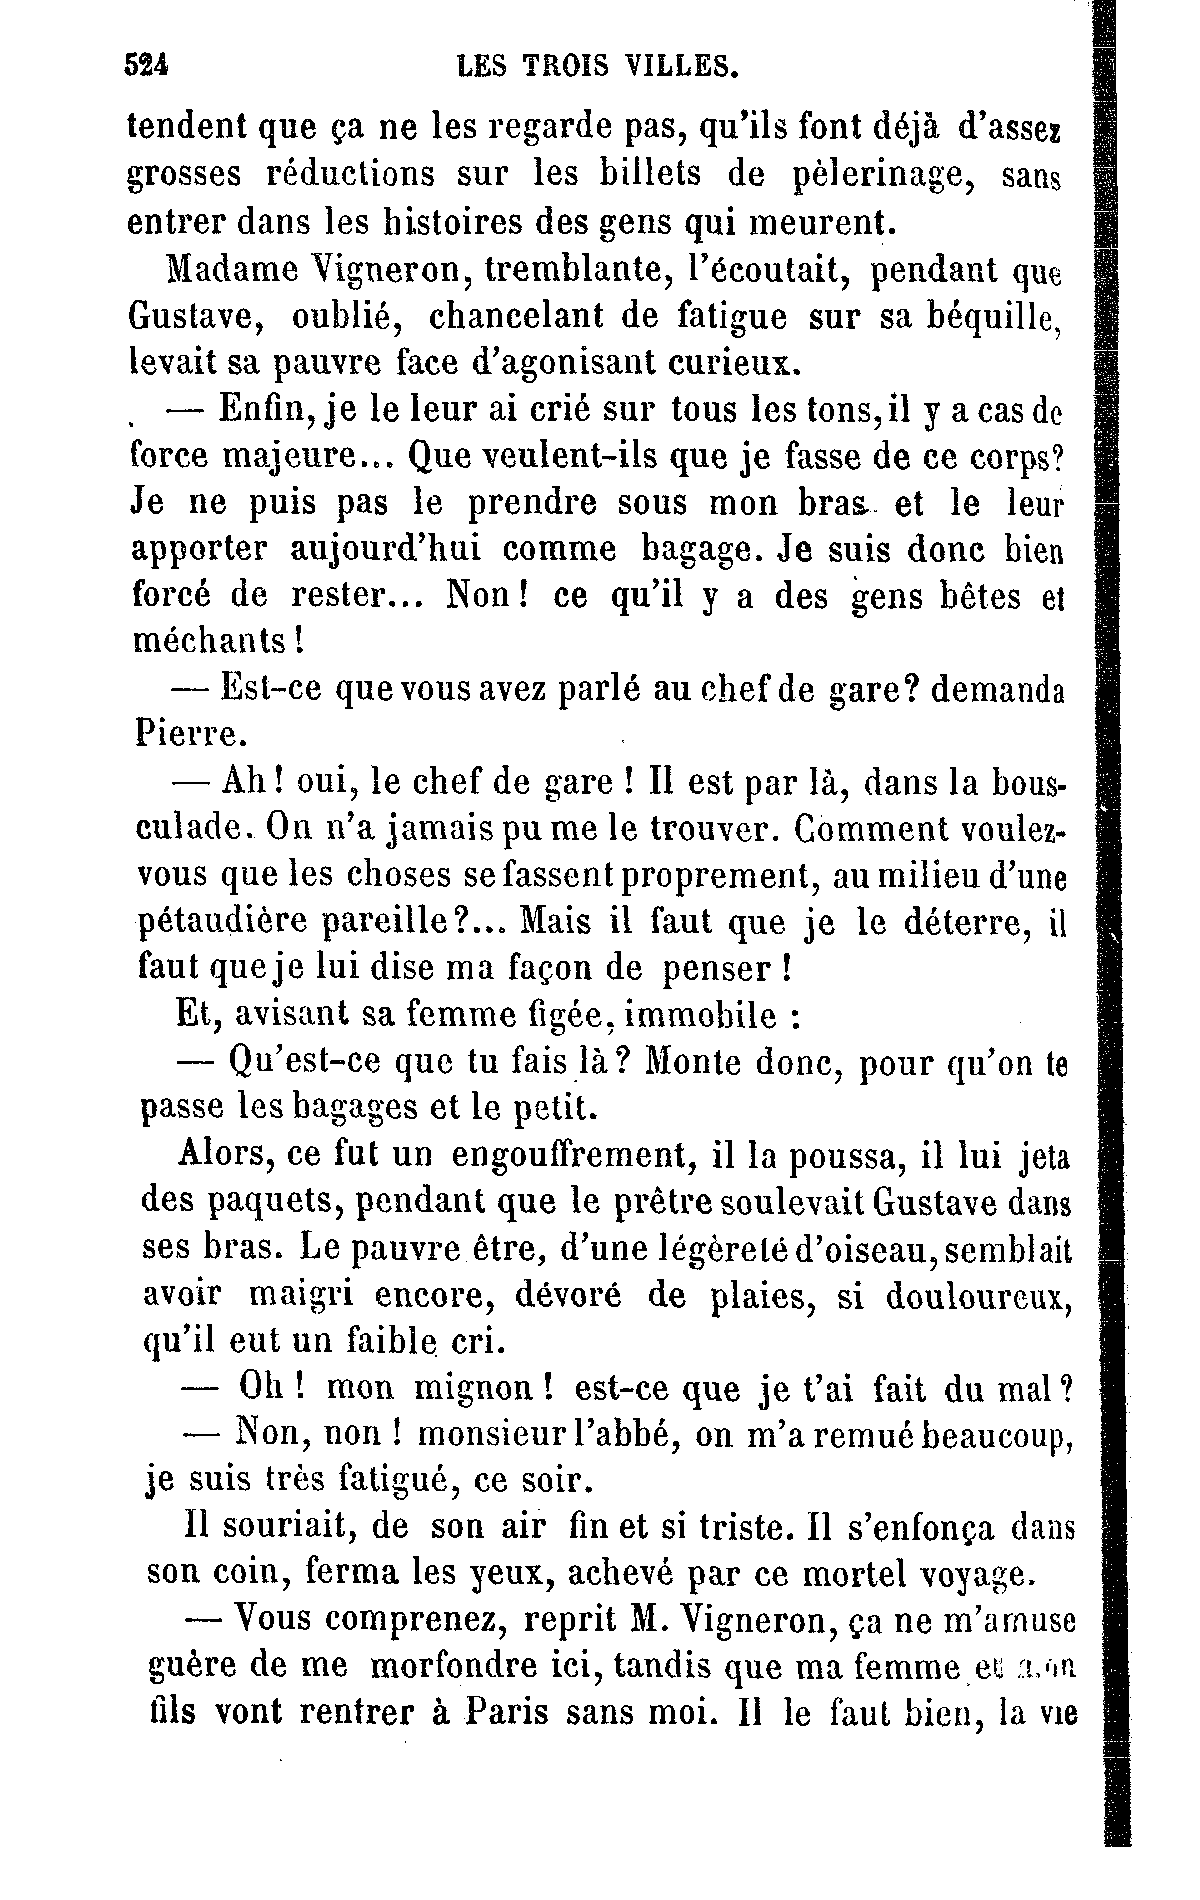 524 LES TROIS VILLES.
tendent que ça ne les regarde pas, qu'ils font déjà d'assez
grosses réductions sur les billets de pèlerinage, sans
entrer dans les histoires des gens qui meurent.
Madame Vigneron, tremblante, l'écoutait, pendant que
Gustave, oublié, chancelant de fatigue sur sa béquille,
levait sa pauvre face d'agonisant curieux.
— Enfin, je le leur ai crié sur tous les tons, il y a cas de
force majeure... Que veulent-ils que je fasse de ce corps?
Je ne puis pas le prendre sous mon bras et le leur
apporter aujourd'hui comme bagage. Je suis donc bien
forcé de rester... Non! ce qu'il y a des gens bêtes et
méchants!
— Est-ce que vous avez parlé au chef de gare? demanda
Pierre.
— Ah! oui, le chef de gare! Il est par là, dans la bous-
culade. On n'a jamais pu me le trouver. Comment voulez-
vous que les choses se fassent proprement, au milieu d'une
pétaudière pareille?... Mais il faut que je le déterre, il
faut que je lui dise ma façon de penser!
Et, avisant sa femme figée, immobile :
— Qu'est-ce que tu fais là? Monte donc, pour qu'on te
passe les bagages et le petit.
Alors, ce fut un engouffrement, il la poussa, il lui jeta
des paquets, pendant que le prêtre soulevait Gustave dans
ses bras. Le pauvre être, d'une légèreté d'oiseau, semblait
avoir maigri encore, dévoré de plaies, si douloureux,
qu'il eut un faible cri.
— Oh! mon mignon! est-ce que je t'ai fait du mal?
— Non, non! monsieur l'abbé, on m'a remué beaucoup,
je suis très fatigué, ce soir.
Il souriait, de son air fin et si triste. Il s'enfonça dans
son coin, ferma les yeux, achevé par ce mortel voyage.
— Vous comprenez, reprit M. Vigneron, ça ne m'amuse
guère de me morfondre ici, tandis que ma femme et
fils vont rentrer à Paris sans moi. Il le faut bien, la vie